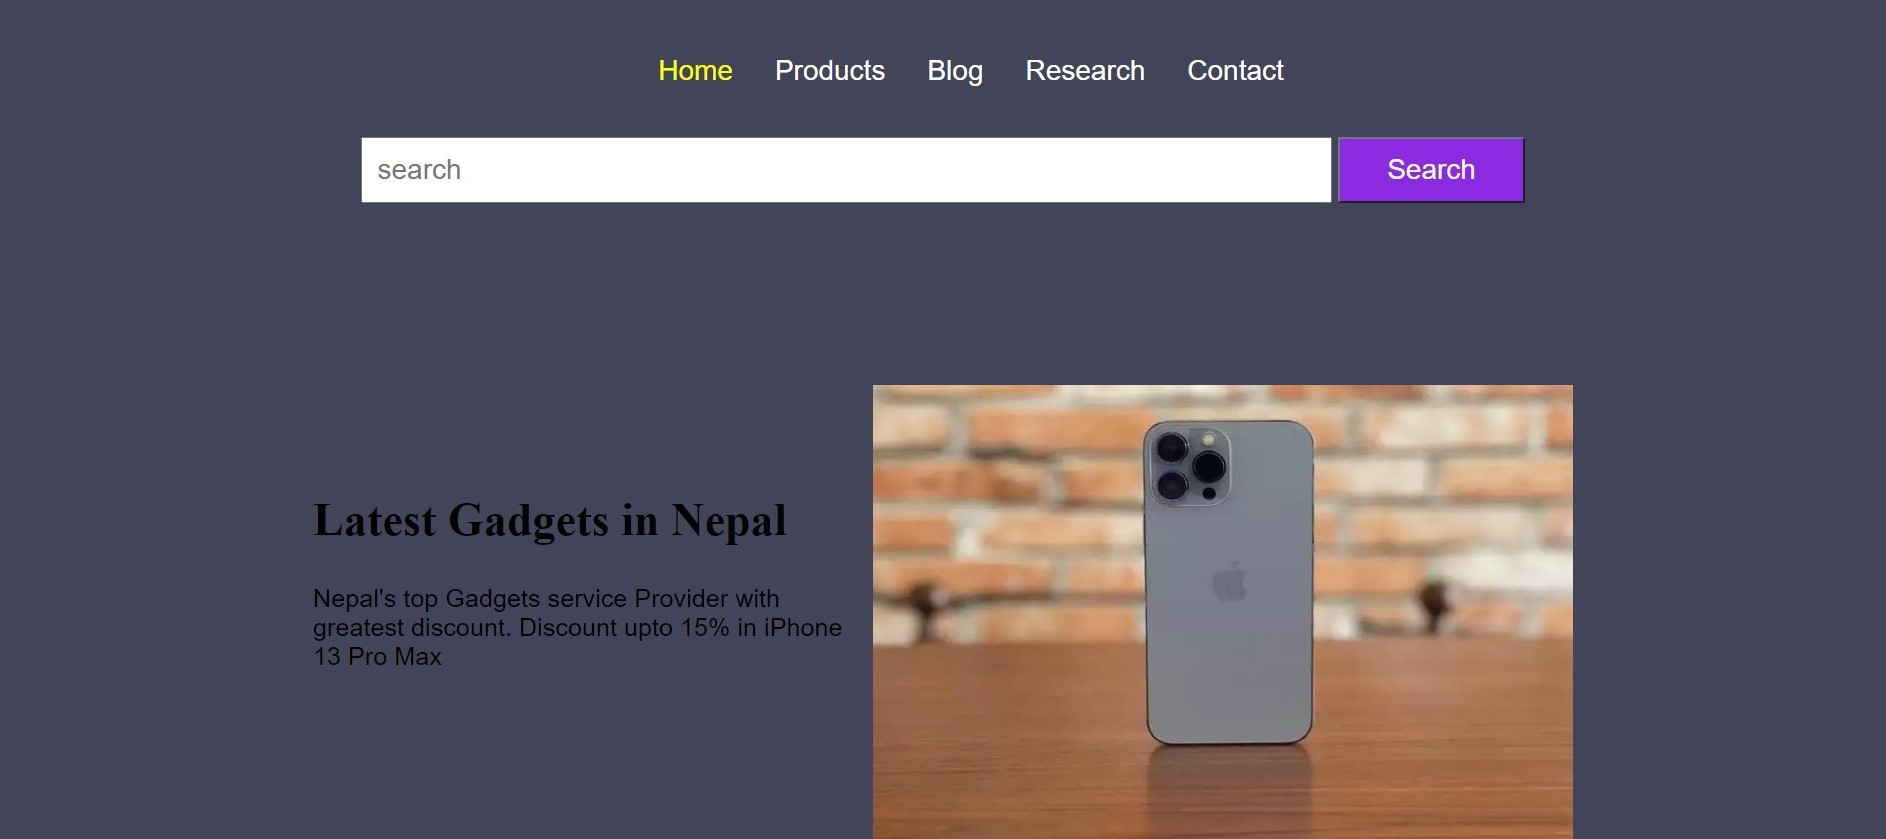 Home Products Blog Research Contact
search Search
Latest Gadgets in Nepal
Nepal's top Gadgets service Provider with
greatest discount. Discount upto 15% in iPhone
13 Pro Max